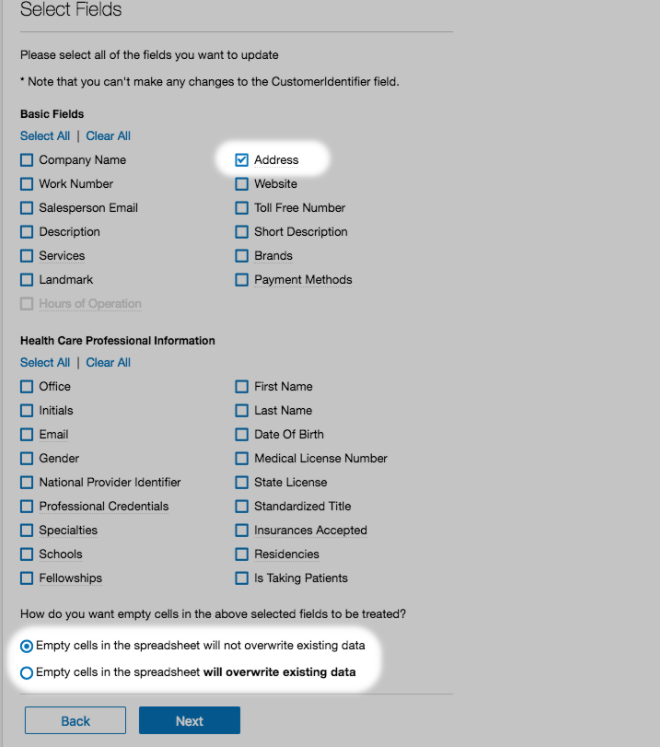 Select Fields
Please select all of the fields you want to update
* Note that you can't make any changes to the CustomerIdentifier field.
Basic Fields
Select All | Clear All
Company Name
Address
Work Number
Website
Salesperson Email
Toll Free Number
Description
Short Description
Services
Brands
Landmark
Payment Methods
Hours of Operation
Health Care Professional Information
Select All | Clear All
Office
First Name
Initials
Last Name
Email
Date Of Birth
Gender
Medical License Number
National Provider Identifier
State License
Professional Credentials
Standardized Title
Specialties
Insurances Accepted
Schools
Residencies
Fellowships
Is Taking Patients
How do you want empty cells in the above selected fields to be treated?
Empty cells in the spreadsheet will not overwrite existing data
Empty cells in the spreadsheet will overwrite existing data
Back
Next